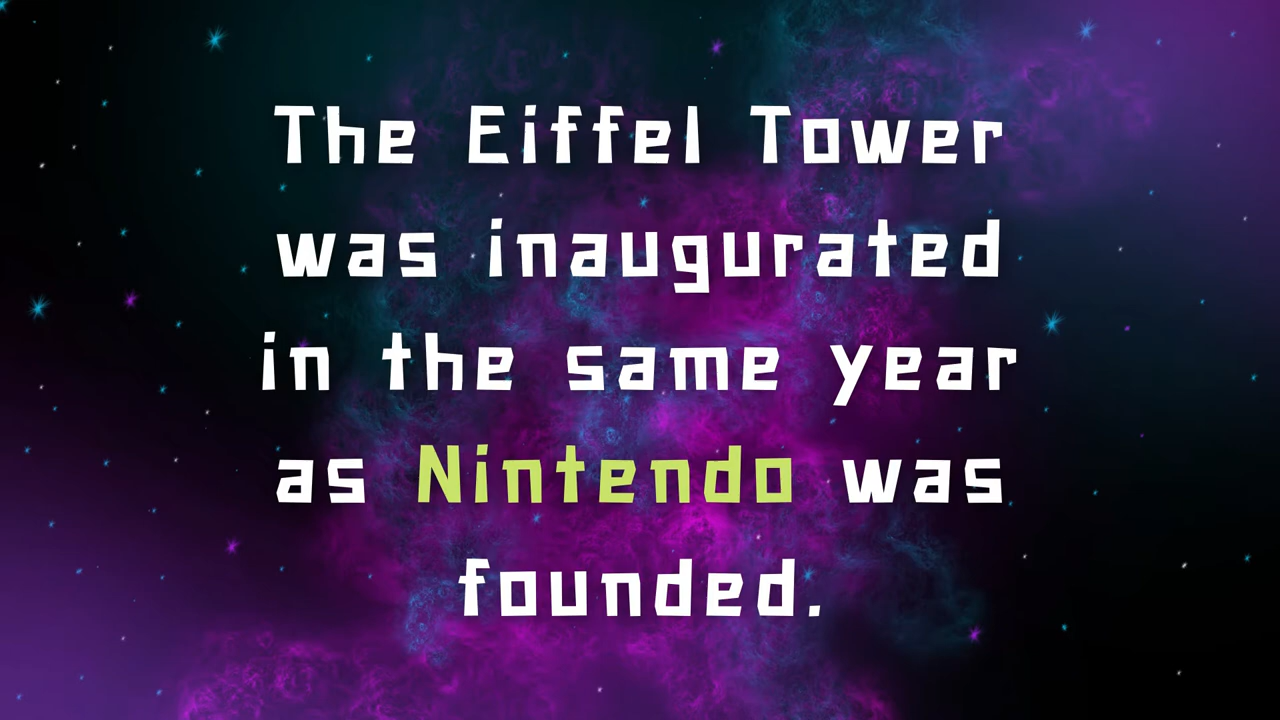 The Eiffel Tower
was inaugurated
in the same year
as Nintendo was
founded.